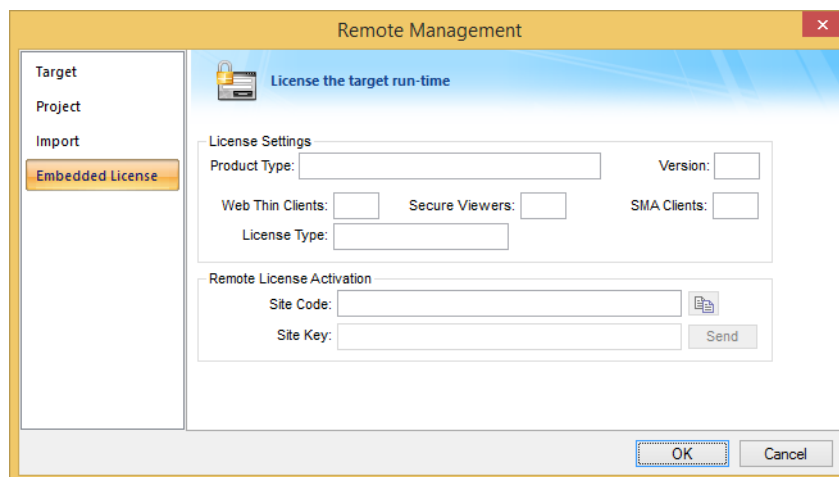 Remote Management
Target
Project
Import
Embedded License
License the target run-time
License Settings
Product Type: Version:
Web Thin Clients: Secure Viewers: SMA Clients:
License Type:
Remote License Activation
Site Code:
Site Key: Send
OK Cancel